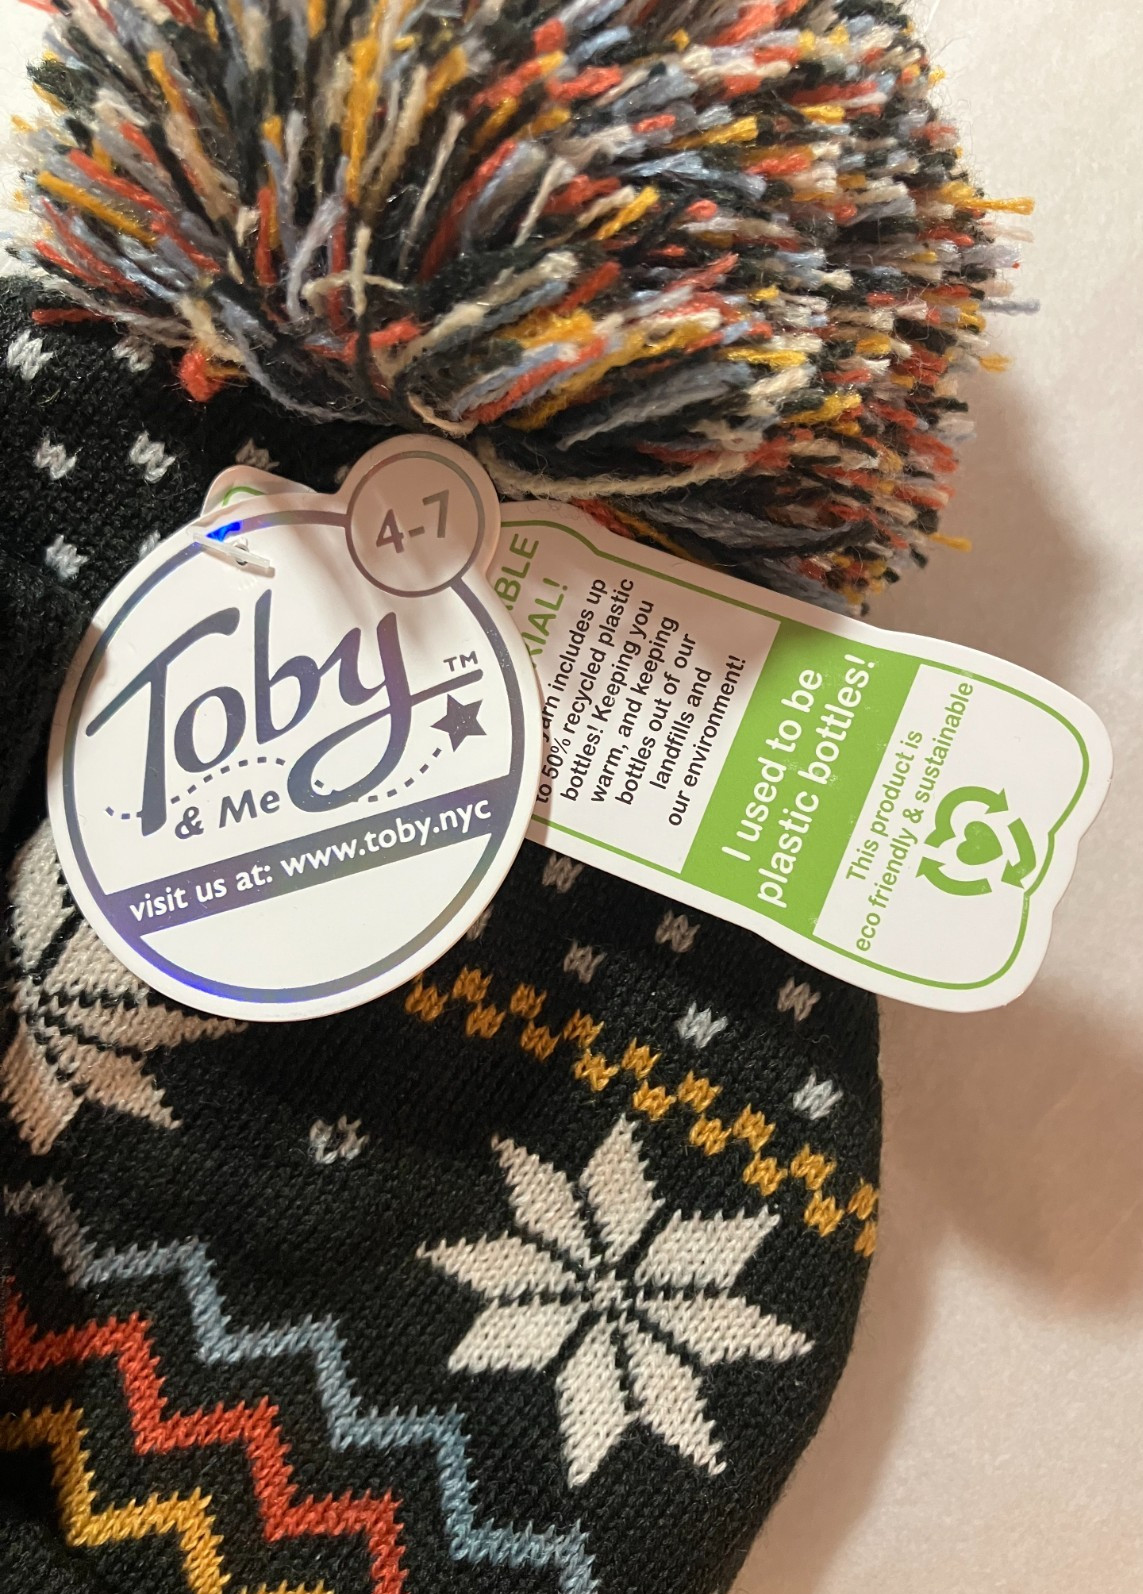 4-7
Toby™
& Me
visit us at: www.toby.nyc
includes up
to 50% recycled plastic
bottles! Keeping you
warm, and keeping
bottles out of our
landfills and
our environment!
I used to be
plastic bottles!
This product is
eco friendly & sustainable